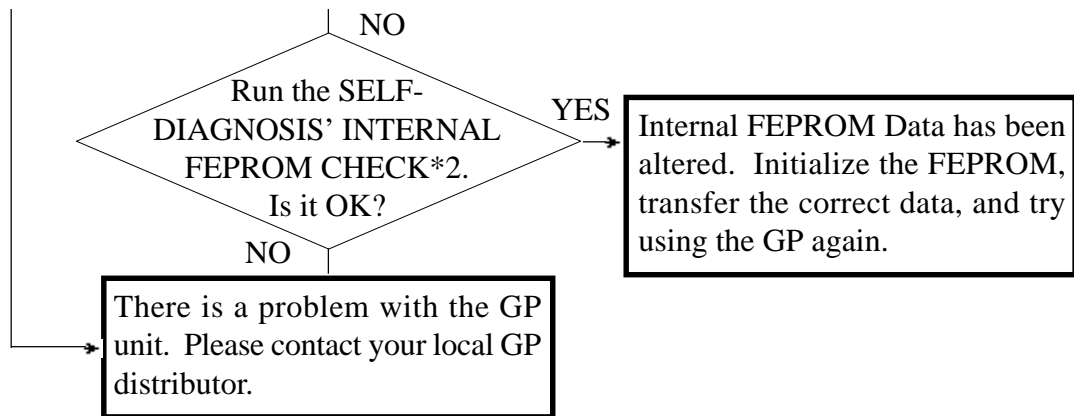 NO
Run the SELF-
DIAGNOSIS’ INTERNAL
FEPROM CHECK*2.
Is it OK?
YES
Internal FEPROM Data has been
altered. Initialize the FEPROM,
transfer the correct data, and try
using the GP again.
NO
There is a problem with the GP
unit. Please contact your local GP
distributor.